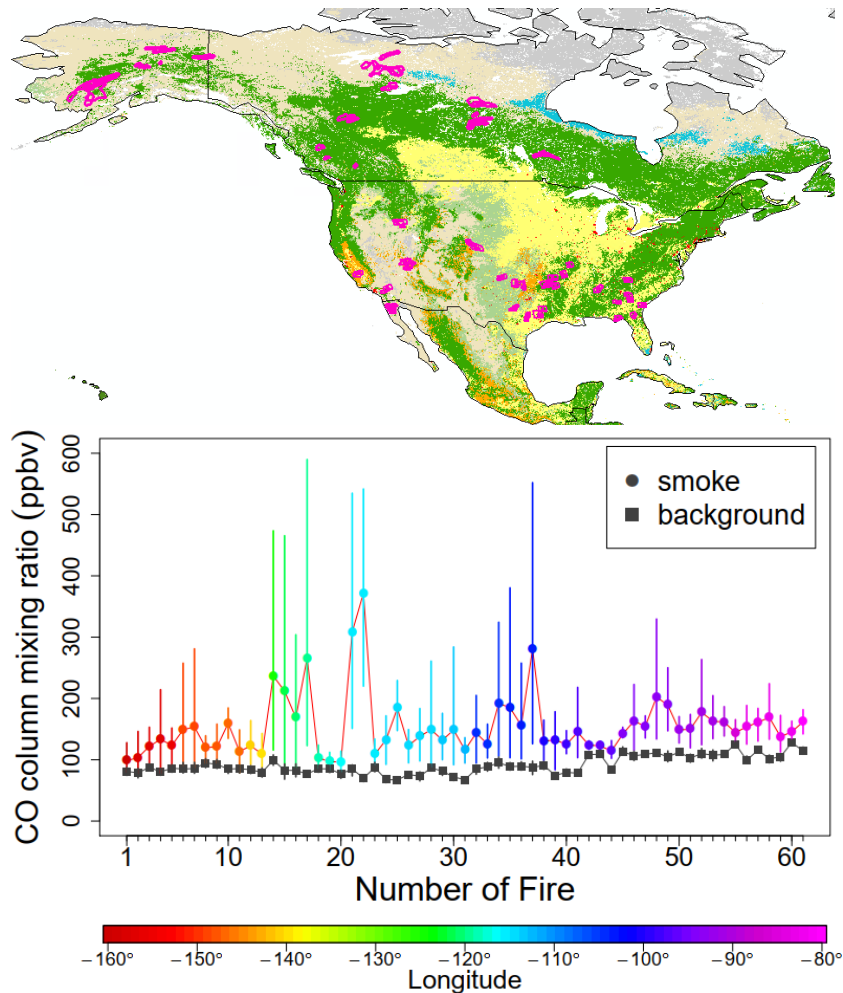 CO column mixing ratio (ppbv)
600
500
400
300
200
100
0
smoke
background
1 10 20 30 40 50 60
Number of Fire
−160° −150° −140° −130° −120° −110° −100° −90° −80°
Longitude